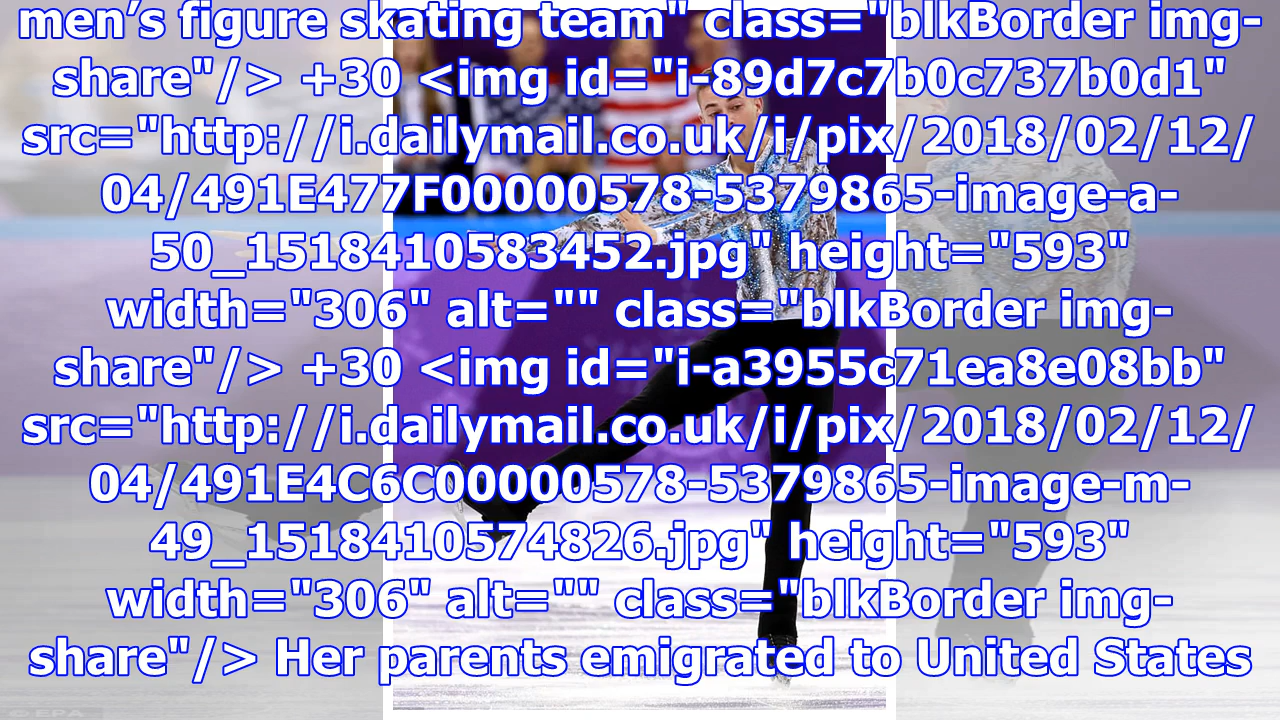 men’s figure skating team" class="blkBorder img-
share"/> +30 <img id="i-89d7c7b0c737b0d1"
src="http://i.dailymail.co.uk/i/pix/2018/02/12/
04/491E477F00000578-5379865-image-a-
50_1518410583452.jpg" height="593"
width="306" alt="" class="blkBorder img-
share"/> +30 <img id="i-a3955c71ea8e08bb"
src="http://i.dailymail.co.uk/i/pix/2018/02/12/
04/491E4C6C00000578-5379865-image-m-
49_1518410574826.jpg" height="593"
width="306" alt="" class="blkBorder img-
share"/> Her parents emigrated to United States
© EPA